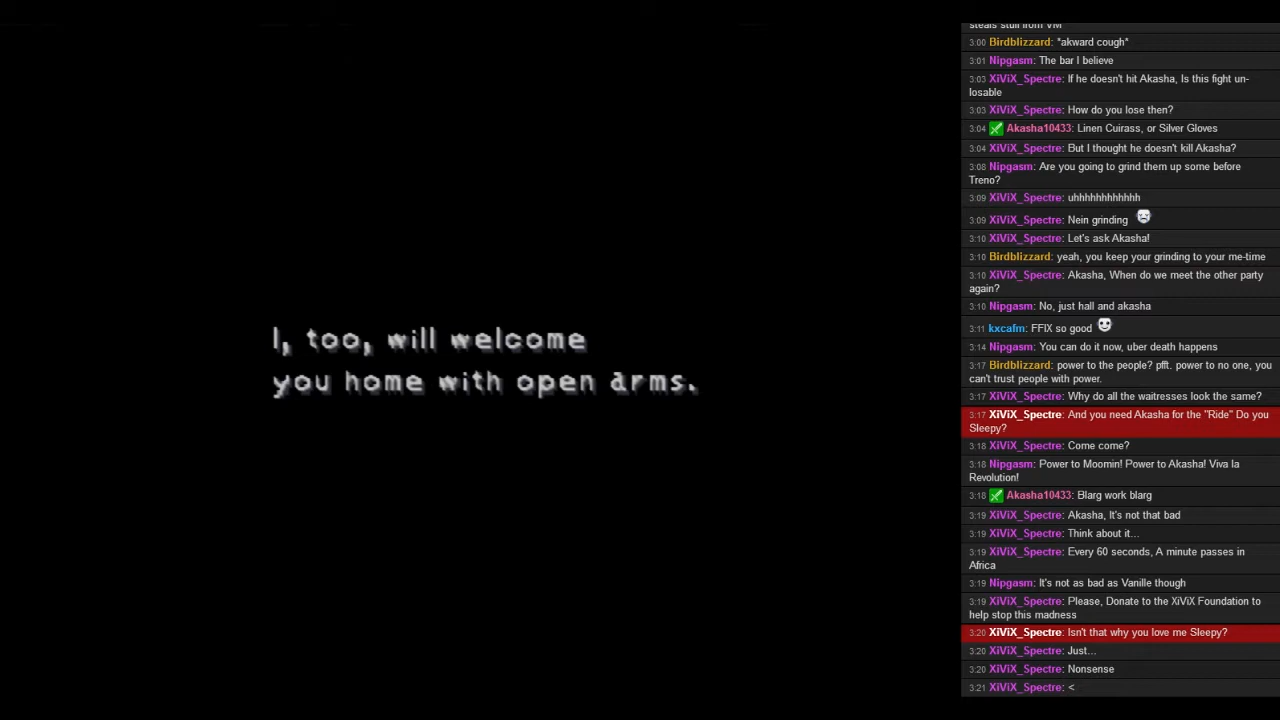 I, too, will welcome
you home with open arms.
steals stuff from VM
3:00 Birdblizzard: *akward cough*
3:01 Nipgasm: The bar I believe
3:03 XiViX_Spectre: If he doesn't hit Akasha, Is this fight un-
losable
3:03 XiViX_Spectre: How do you lose then?
3:04 Akasha10433: Linen Cuirass, or Silver Gloves
3:04 XiViX_Spectre: But I thought he doesn't kill Akasha?
3:08 Nipgasm: Are you going to grind them up some before
Treno?
3:09 XiViX_Spectre: uhhhhhhhhhhhh
3:09 XiViX_Spectre: Nein grinding
3:10 XiViX_Spectre: Let's ask Akasha!
3:10 Birdblizzard: yeah, you keep your grinding to your me-time
3:10 XiViX_Spectre: Akasha, When do we meet the other party
again?
3:10 Nipgasm: No, just hall and akasha
3:11 kxcafm: FFIX so good
3:14 Nipgasm: You can do it now, uber death happens
3:17 Birdblizzard: power to the people? pfft. power to no one, you
can't trust people with power.
3:17 XiViX_Spectre: Why do all the waitresses look the same?
3:17 XiViX_Spectre: And you need Akasha for the "Ride" Do you
Sleepy?
3:18 XiViX_Spectre: Come come?
3:18 Nipgasm: Power to Moomin! Power to Akasha! Viva la
Revolution!
3:18 Akasha10433: Blarg work blarg
3:19 XiViX_Spectre: Akasha, It's not that bad
3:19 XiViX_Spectre: Think about it...
3:19 XiViX_Spectre: Every 60 seconds, A minute passes in
Africa
3:19 Nipgasm: It's not as bad as Vanille though
3:19 XiViX_Spectre: Please, Donate to the XiViX Foundation to
help stop this madness
3:20 XiViX_Spectre: Isn't that why you love me Sleepy?
3:20 XiViX_Spectre: Just...
3:20 XiViX_Spectre: Nonsense
3:21 XiViX_Spectre: <